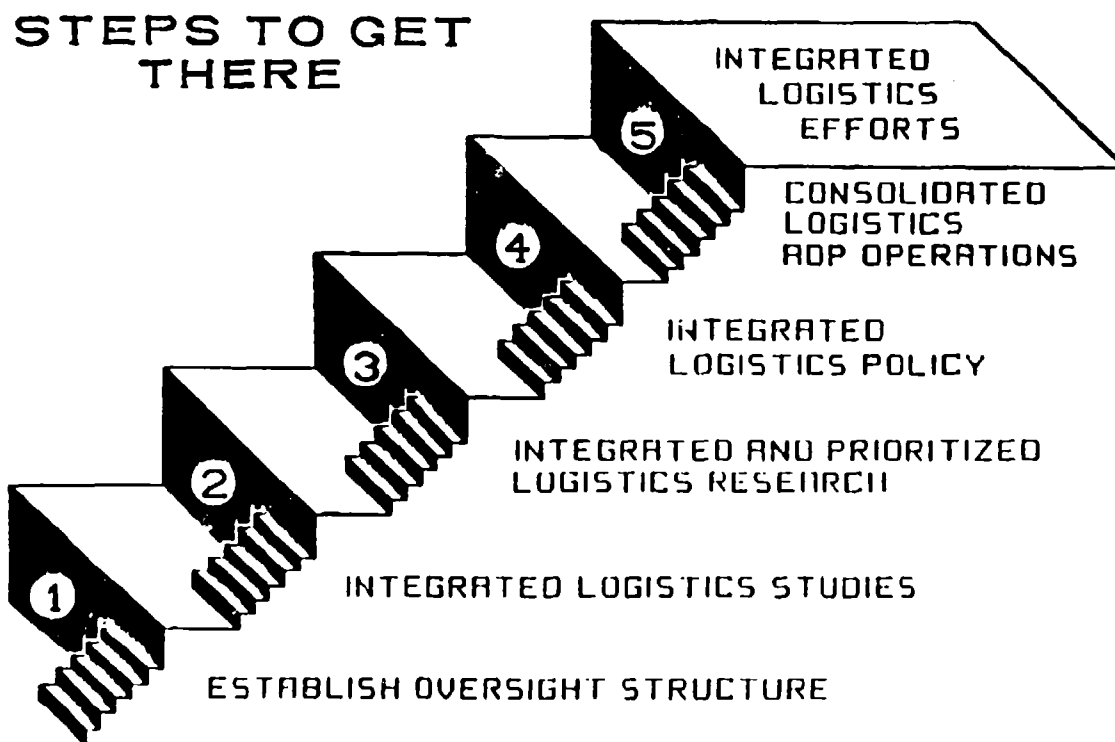 STEPS TO GET
THERE
INTEGRATED
LOGISTICS
EFFORTS
5
CONSOLIDATED
LOGISTICS
ADP OPERATIONS
4
INTEGRATED
LOGISTICS POLICY
3
INTEGRATED AND PRIORITIZED
LOGISTICS RESEARCH
2
INTEGRATED LOGISTICS STUDIES
1
ESTABLISH OVERSIGHT STRUCTURE